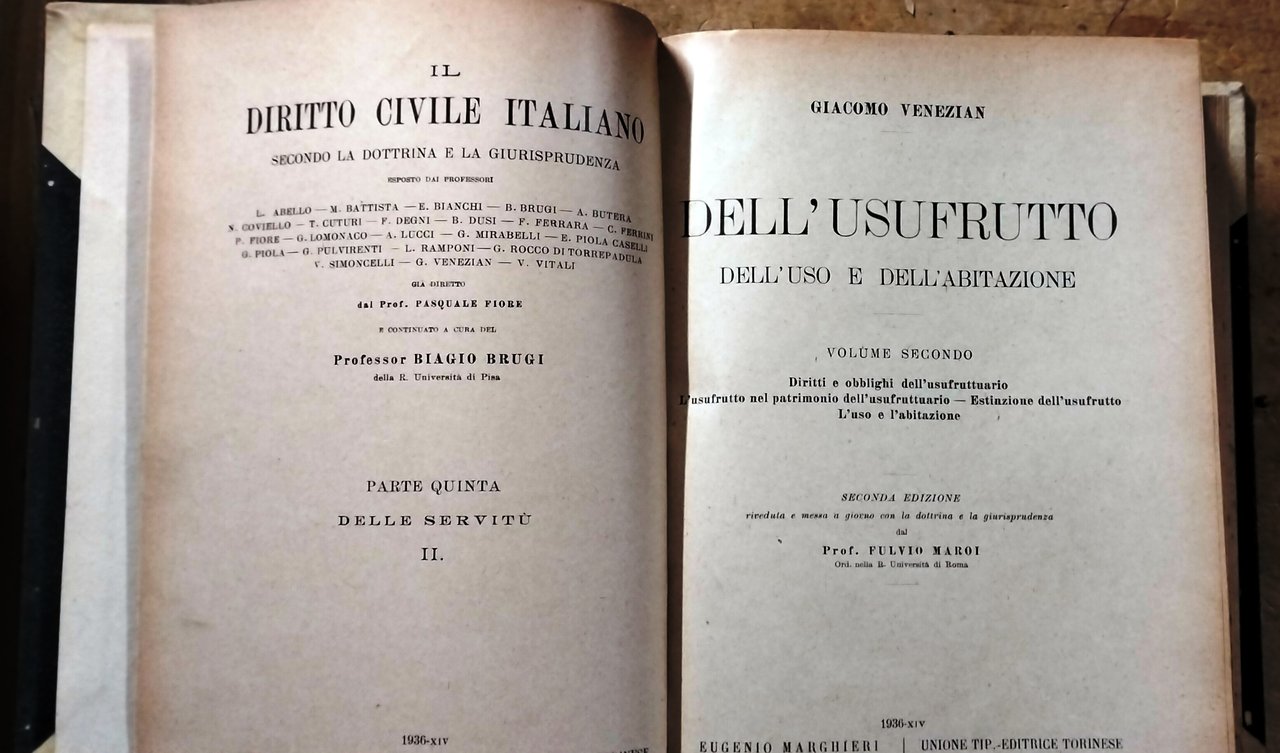 IL
DIRITTO CIVILE ITALIANO
SECONDO LA DOTTRINA E LA GIURISPRUDENZA
ESPOSTO DAI PROFESSORI
L. ABELLO — M. BATTISTA — E. BIANCHI — B. BRUGI — A. BUTERA
N. COVIELLO — T. CUTURI — F. DEGNI — B. DUSI — F. FERRARA — C. FERRINI
P. FIORE — G. LOMONACO — A. LUCCI — G. MIRABELLI — E. PIOLA CASELLI
G. PIOLA — G. PULVIRENTI — L. RAMPONI — G. ROCCO DI TORREPADULA
V. SIMONCELLI — G. VENEZIAN — V. VITALI
GIÀ DIRETTO
dal Prof. PASQUALE FIORE
E CONTINUATO A CURA DEL
Professor BIAGIO BRUGI
della R. Università di Pisa
PARTE QUINTA
DELLE SERVITÙ
II.
1936-XIV
GIACOMO VENEZIAN
DELL'USUFRUTTO
DELL'USO E DELL'ABITAZIONE
VOLUME SECONDO
Diritti e obblighi dell'usufruttuario
L'usufrutto nel patrimonio dell'usufruttuario — Estinzione dell'usufrutto
L'uso e l'abitazione
SECONDA EDIZIONE
riveduta e messa a giorno con la dottrina e la giurisprudenza
dal
Prof. FULVIO MAROI
Ord. nella R. Università di Roma
1936-XIV
EUGENIO MARGHIERI | UNIONE TIP.-EDITRICE TORINESE